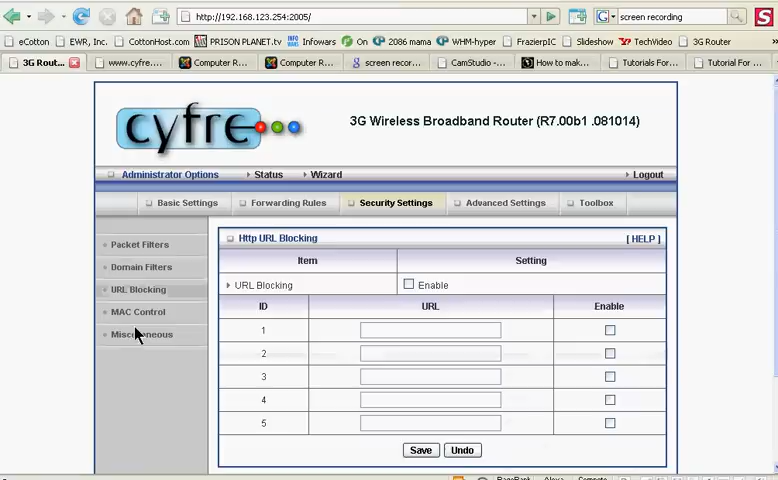 http://192.168.123.254:2005/
screen recording
eCotton EWR, Inc. CottonHost.com PRISON PLANET.tv Infowars On 2086 mama WHM-hyper FrazierpIC Slideshow TechVideo 3G Router
3G Rout... www.cyfre.... Computer R... Computer R... screen recor... CamStudio -... How to mak... Tutorials For... Tutorial For ...
cyfre
3G Wireless Broadband Router (R7.00b1 .081014)
Administrator Options Status Wizard Logout
Basic Settings Forwarding Rules Security Settings Advanced Settings Toolbox
Packet Filters
Domain Filters
URL Blocking
MAC Control
Http URL Blocking [ HELP ]
Item Setting
URL Blocking Enable
ID URL Enable
1
2
3
4
5
Save Undo